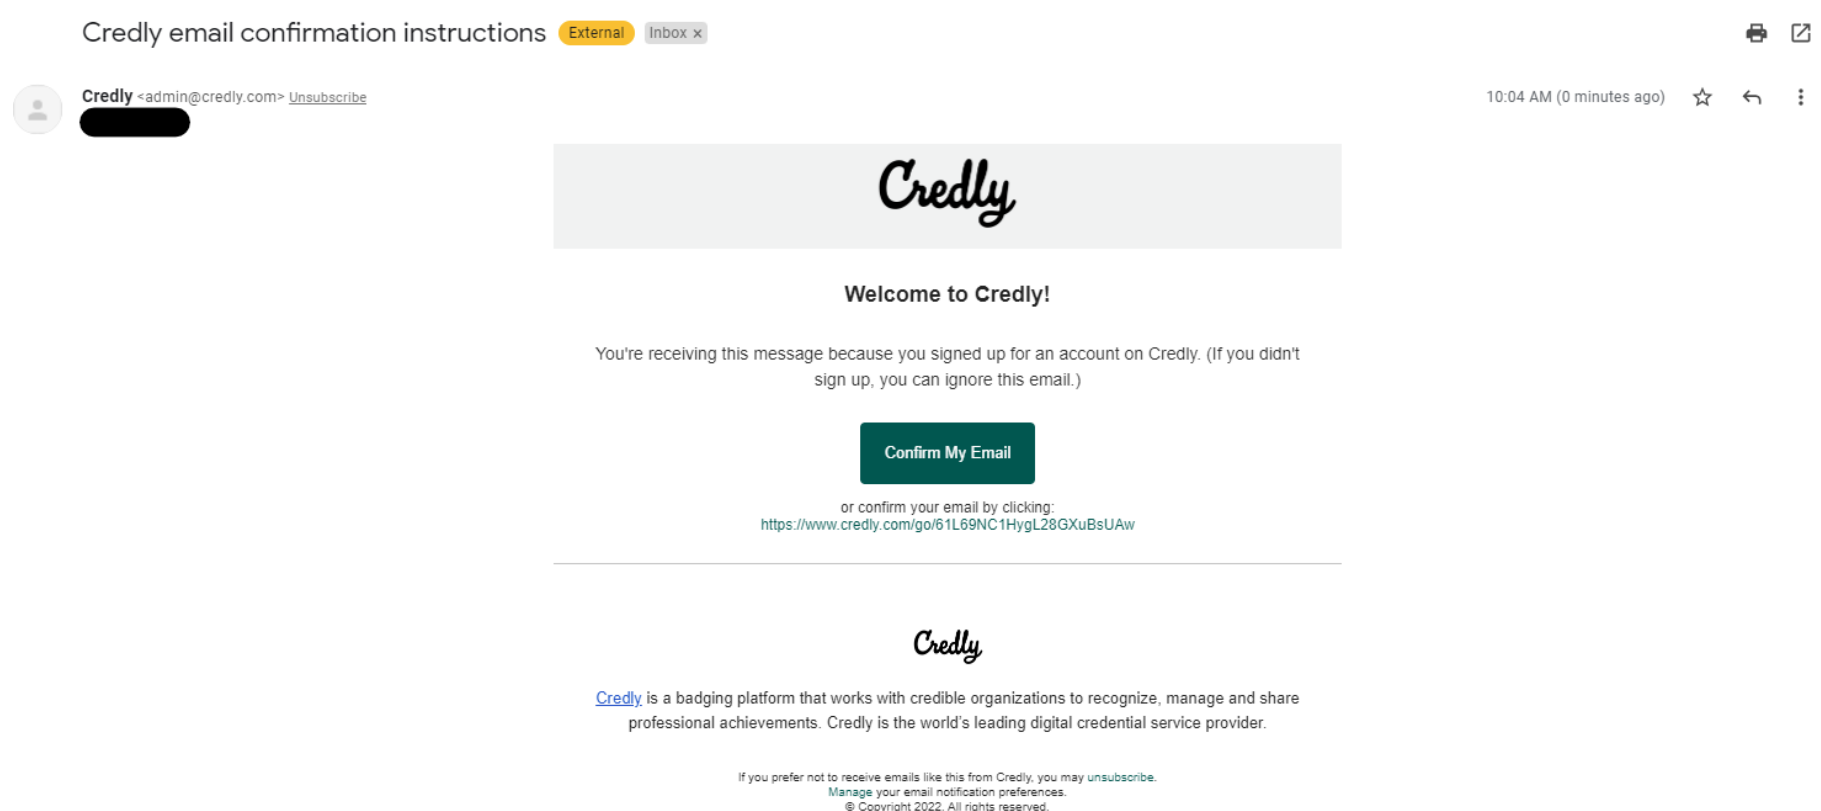 Credly email confirmation instructions External Inbox x
Credly <admin@credly.com> Unsubscribe
10:04 AM (0 minutes ago)
Credly
Welcome to Credly!
You're receiving this message because you signed up for an account on Credly. (If you didn't
sign up, you can ignore this email.)
Confirm My Email
or confirm your email by clicking:
https://www.credly.com/go/61L69NC1HygL28GXuBsUAw
Credly
Credly is a badging platform that works with credible organizations to recognize, manage and share
professional achievements. Credly is the world's leading digital credential service provider.
If you prefer not to receive emails like this from Credly, you may unsubscribe.
Manage your email notification preferences.
© Copyright 2022. All rights reserved.